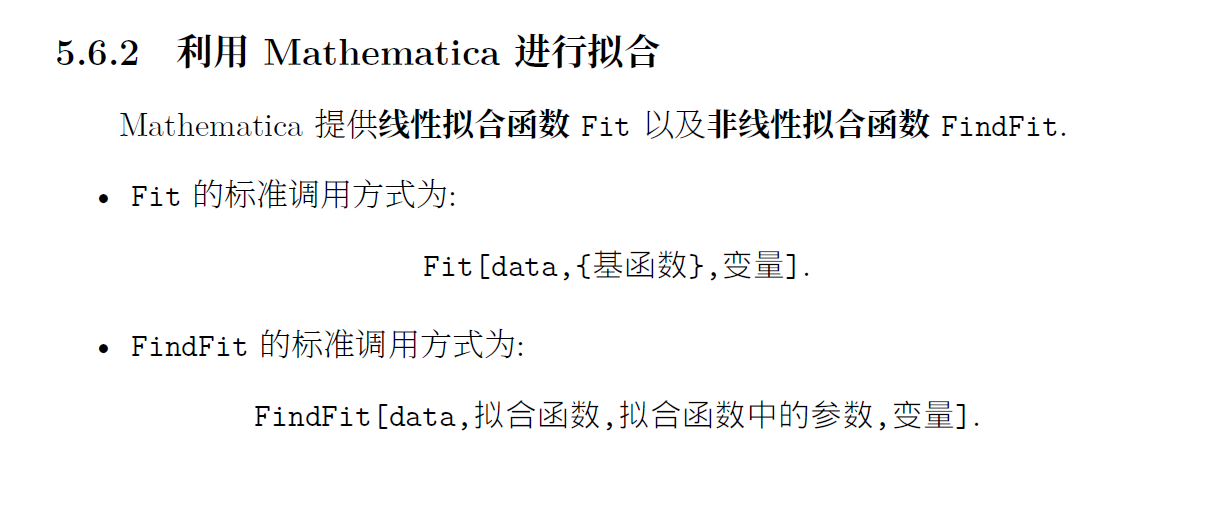 5.6.2 利用 Mathematica 进行拟合
Mathematica 提供线性拟合函数 Fit 以及非线性拟合函数 FindFit.
• Fit 的标准调用方式为:
Fit[data,{基函数},变量].
• FindFit 的标准调用方式为:
FindFit[data,拟合函数,拟合函数中的参数,变量].